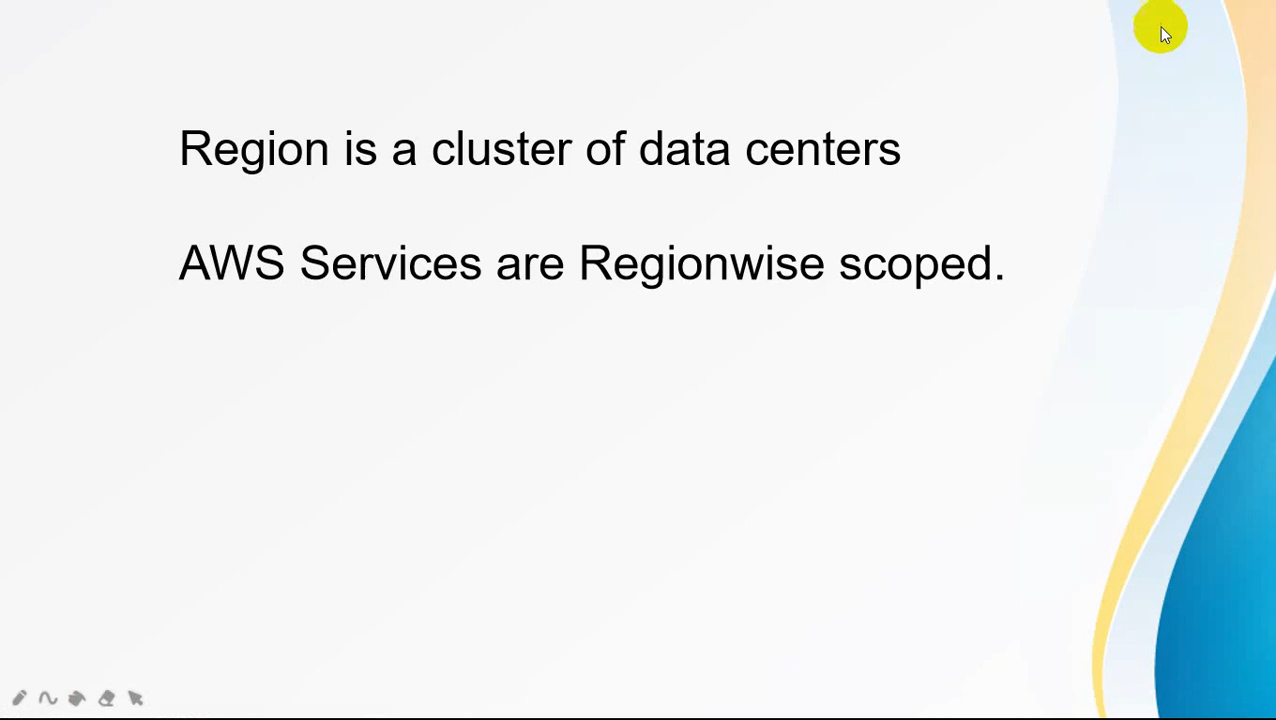 Region is a cluster of data centers
AWS Services are Regionwise scoped.